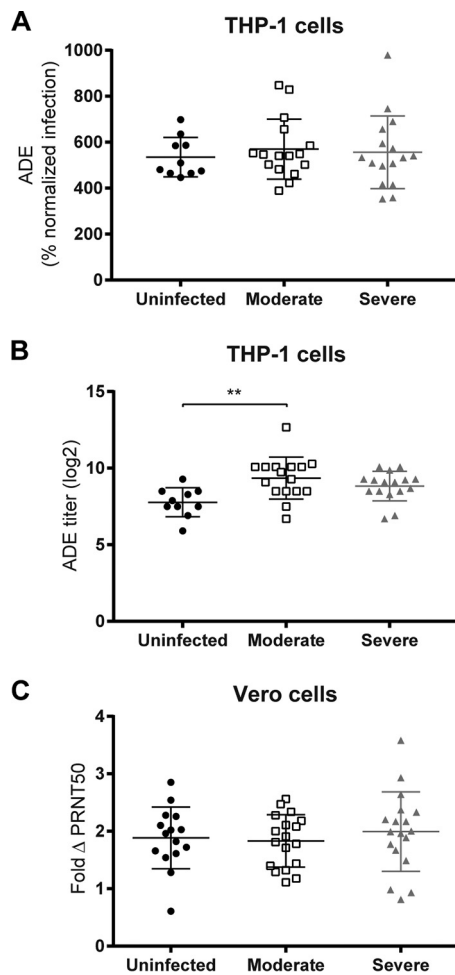 A
THP-1 cells
ADE
(% normalized infection)
1000
800
600
400
200
0
Uninfected Moderate Severe
B
THP-1 cells
**
ADE titer (log2)
15
10
5
0
Uninfected Moderate Severe
C
Vero cells
Fold Δ PRNT50
4
3
2
1
0
Uninfected Moderate Severe